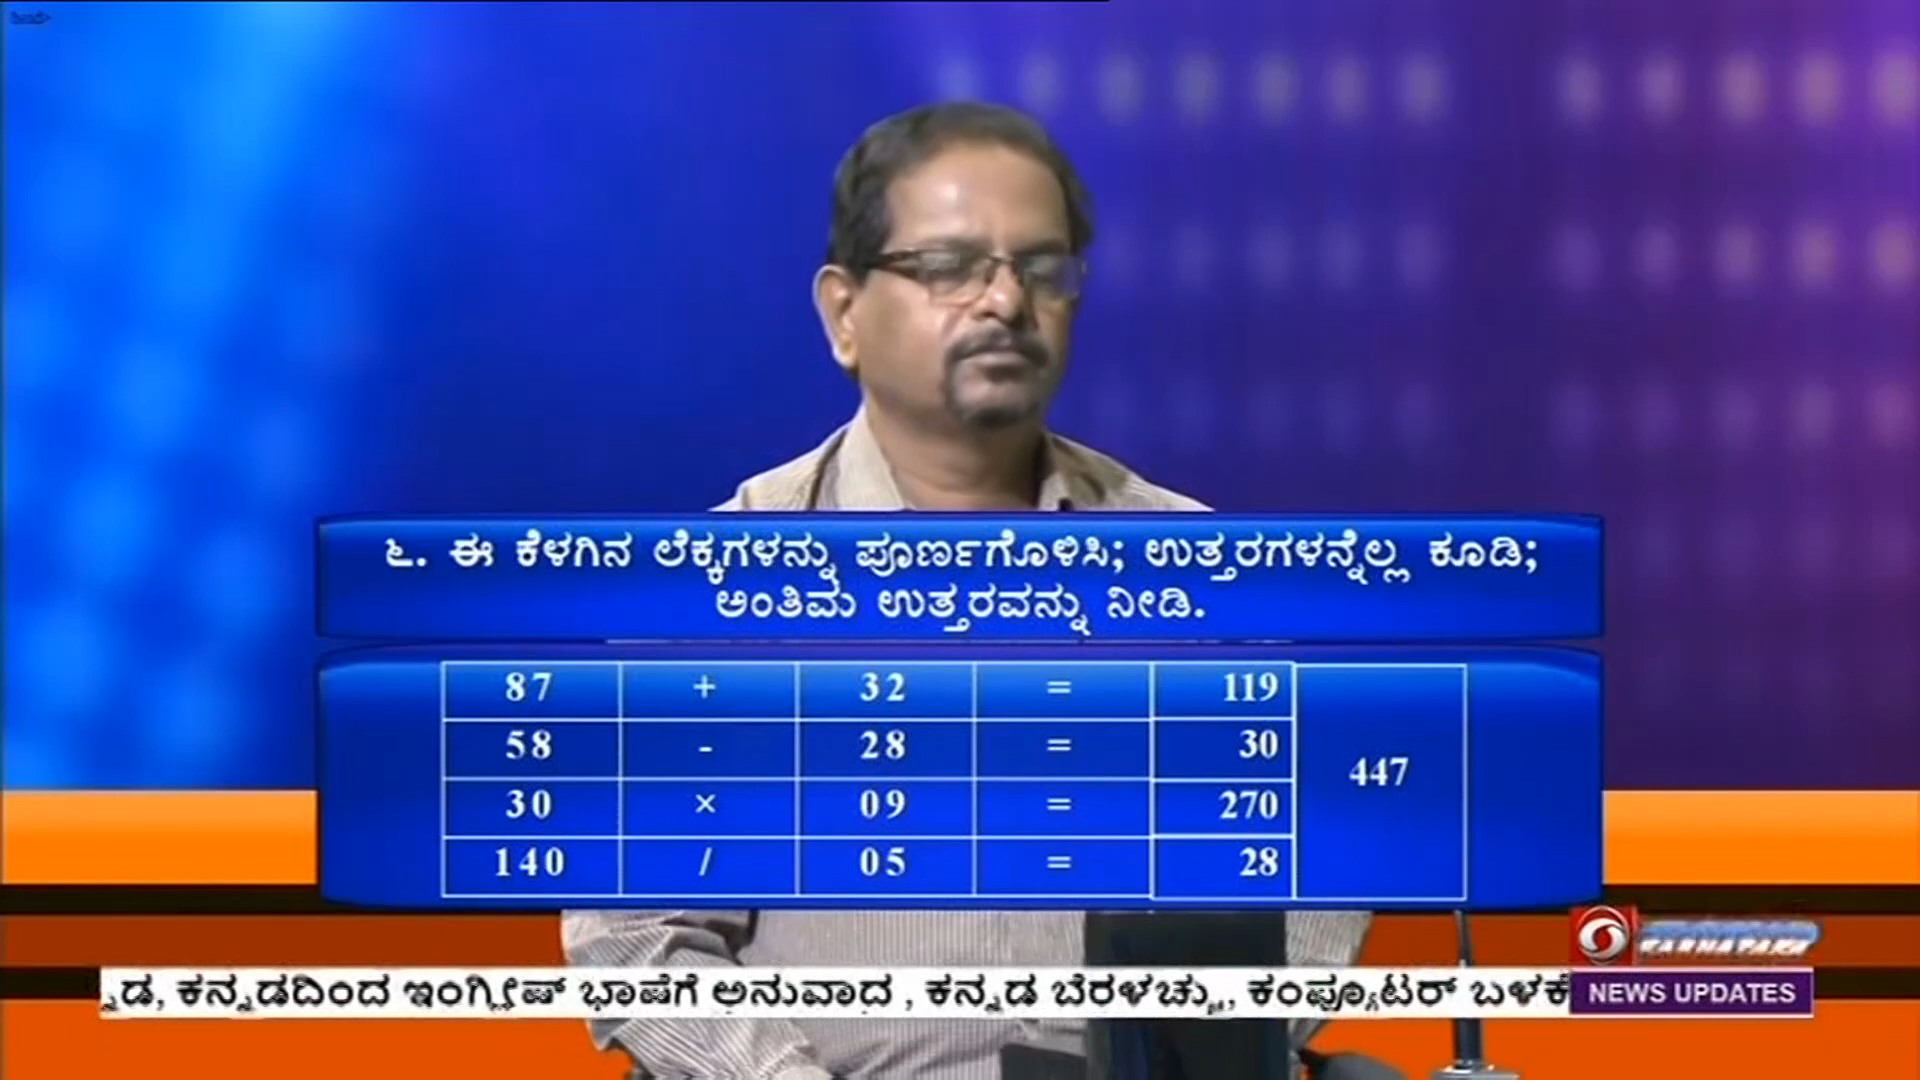 ೬. ಈ ಕೆಳಗಿನ ಲೆಕ್ಕಗಳನ್ನು ಪೂರ್ಣಗೊಳಿಸಿ; ಉತ್ತರಗಳನ್ನೆಲ್ಲ ಕೂಡಿ;
ಅಂತಿಮ ಉತ್ತರವನ್ನು ನೀಡಿ.
87 + 32 = 119
58 - 28 = 30
447
30 × 09 = 270
140 / 05 = 28
KARNATAKA
ಕನ್ನಡದಿಂದ ಇಂಗ್ಲೀಷ್ ಭಾಷೆಗೆ ಅನುವಾದ , ಕನ್ನಡ ಬೆರಳಚ್ಚು, ಕಂಪ್ಯೂಟರ್ ಬಳಕೆ
NEWS UPDATES